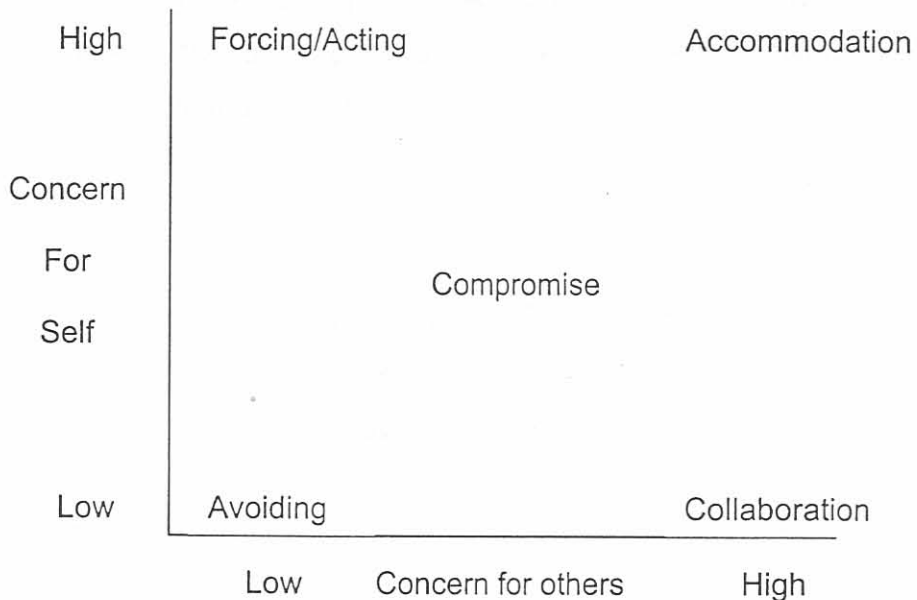 High Forcing/Acting Accommodation
Concern
For
Compromise
Self
Low Avoiding Collaboration
Low Concern for others High